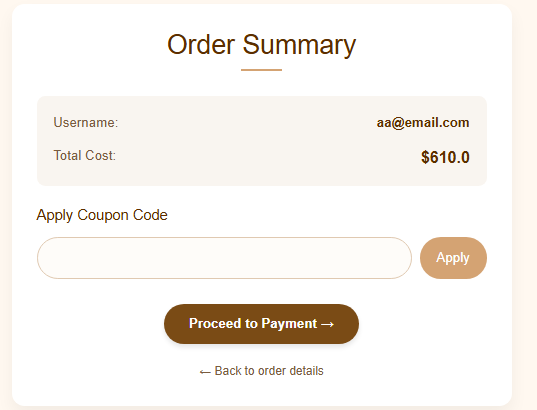 Order Summary
Username: aa@email.com
Total Cost: $610.0
Apply Coupon Code
Apply
Proceed to Payment →
← Back to order details